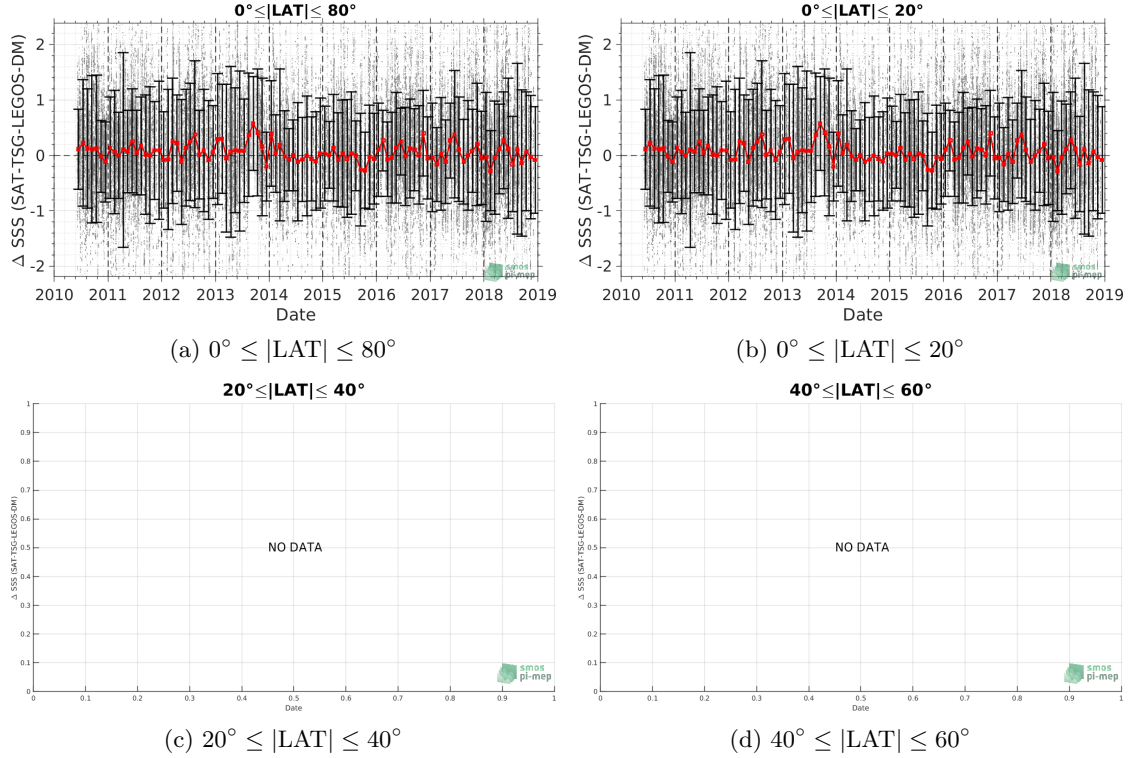 0°≤|LAT|≤ 80°
Δ SSS (SAT-TSG-LEGOS-DM)
2
1
0
-1
-2
2010 2011 2012 2013 2014 2015 2016 2017 2018 2019
Date
smos
pi-mep
(a) 0° ≤ |LAT| ≤ 80°
0°≤|LAT|≤ 20°
Δ SSS (SAT-TSG-LEGOS-DM)
2
1
0
-1
-2
2010 2011 2012 2013 2014 2015 2016 2017 2018 2019
Date
smos
pi-mep
(b) 0° ≤ |LAT| ≤ 20°
20°≤|LAT|≤ 40°
Δ SSS (SAT-TSG-LEGOS-DM)
1
0.9
0.8
0.7
0.6
0.5
0.4
0.3
0.2
0.1
0
NO DATA
0 0.1 0.2 0.3 0.4 0.5 0.6 0.7 0.8 0.9 1
Date
smos
pi-mep
(c) 20° ≤ |LAT| ≤ 40°
40°≤|LAT|≤ 60°
Δ SSS (SAT-TSG-LEGOS-DM)
1
0.9
0.8
0.7
0.6
0.5
0.4
0.3
0.2
0.1
0
NO DATA
0 0.1 0.2 0.3 0.4 0.5 0.6 0.7 0.8 0.9 1
Date
smos
pi-mep
(d) 40° ≤ |LAT| ≤ 60°